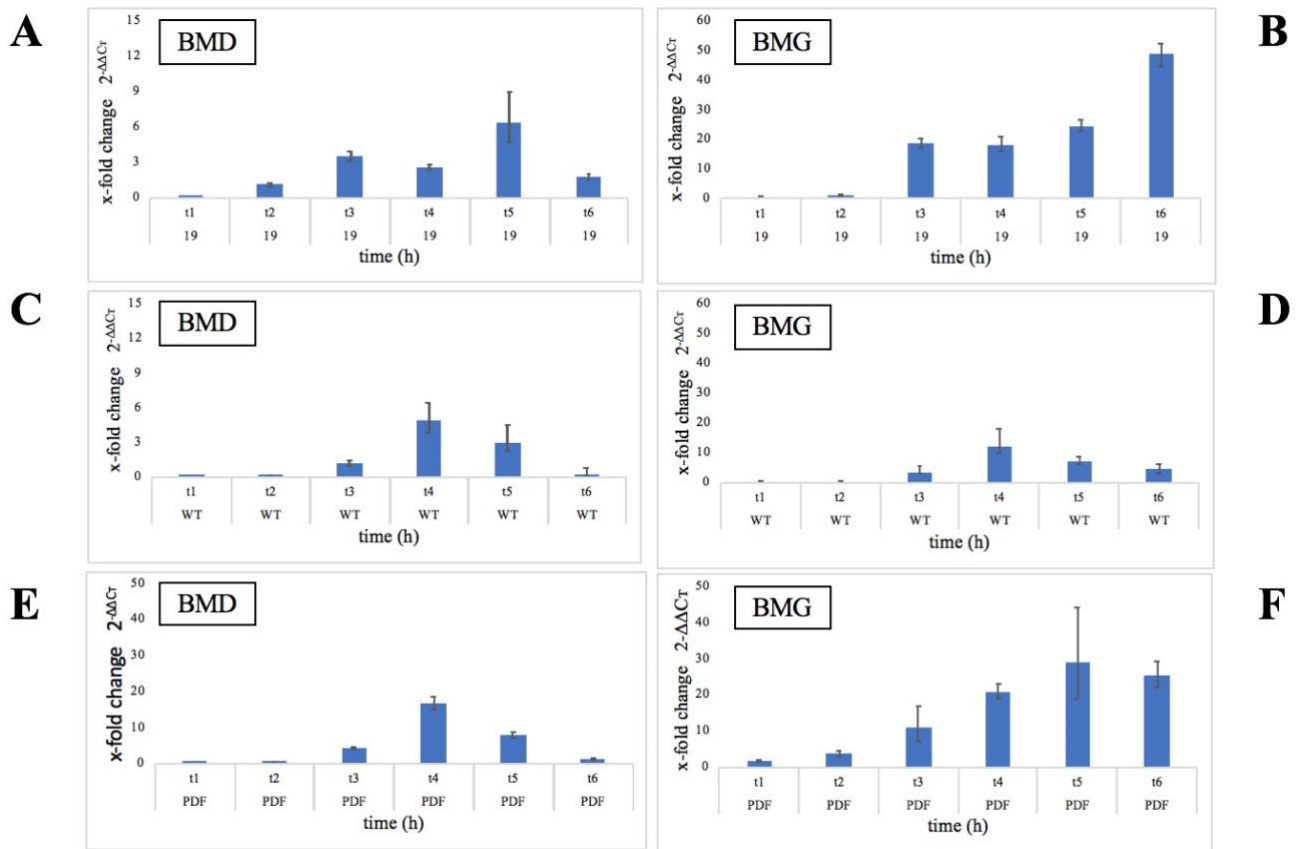 A
BMD
x-fold change 2-ΔΔCT
15
12
9
6
3
0
t1 t2 t3 t4 t5 t6
19 19 19 19 19 19
time (h)
B
BMG
x-fold change 2-ΔΔCT
60
50
40
30
20
10
0
t1 t2 t3 t4 t5 t6
19 19 19 19 19 19
time (h)
C
BMD
x-fold change 2-ΔΔCT
15
12
9
6
3
0
t1 t2 t3 t4 t5 t6
WT WT WT WT WT WT
time (h)
D
BMG
x-fold change 2-ΔΔCT
60
50
40
30
20
10
0
t1 t2 t3 t4 t5 t6
WT WT WT WT WT WT
time (h)
E
BMD
x-fold change 2-ΔΔCT
50
40
30
20
10
0
t1 t2 t3 t4 t5 t6
PDF PDF PDF PDF PDF PDF
time (h)
F
BMG
x-fold change 2-ΔΔCT
50
40
30
20
10
0
t1 t2 t3 t4 t5 t6
PDF PDF PDF PDF PDF PDF
time (h)